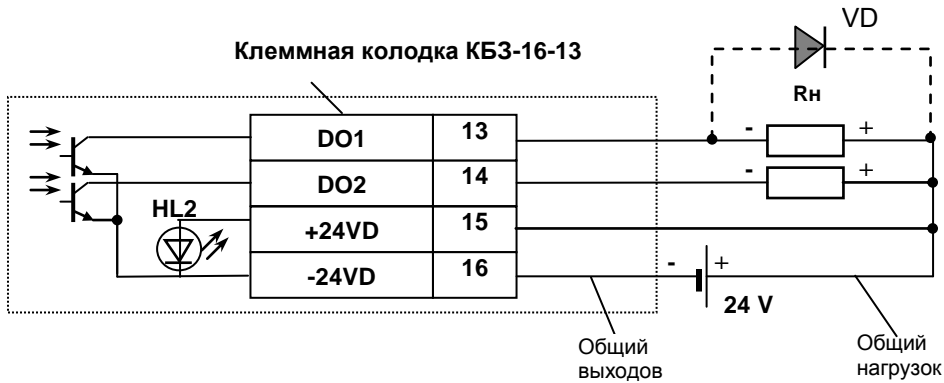 VD
Клеммная колодка КБЗ-16-13
Rн
DO1 13 - +
DO2 14 - +
HL2
+24VD 15
-24VD 16 - +
24 V
Общий выходов
Общий нагрузок